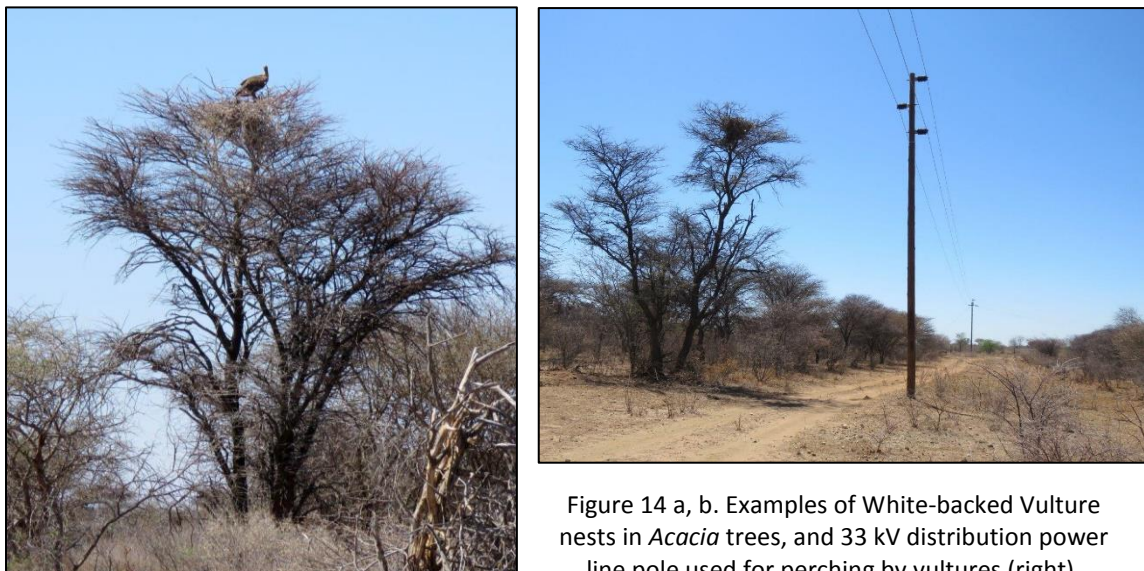 Figure 14 a, b. Examples of White-backed Vulture
nests in Acacia trees, and 33 kV distribution power
line pole used for perching by vultures (right)